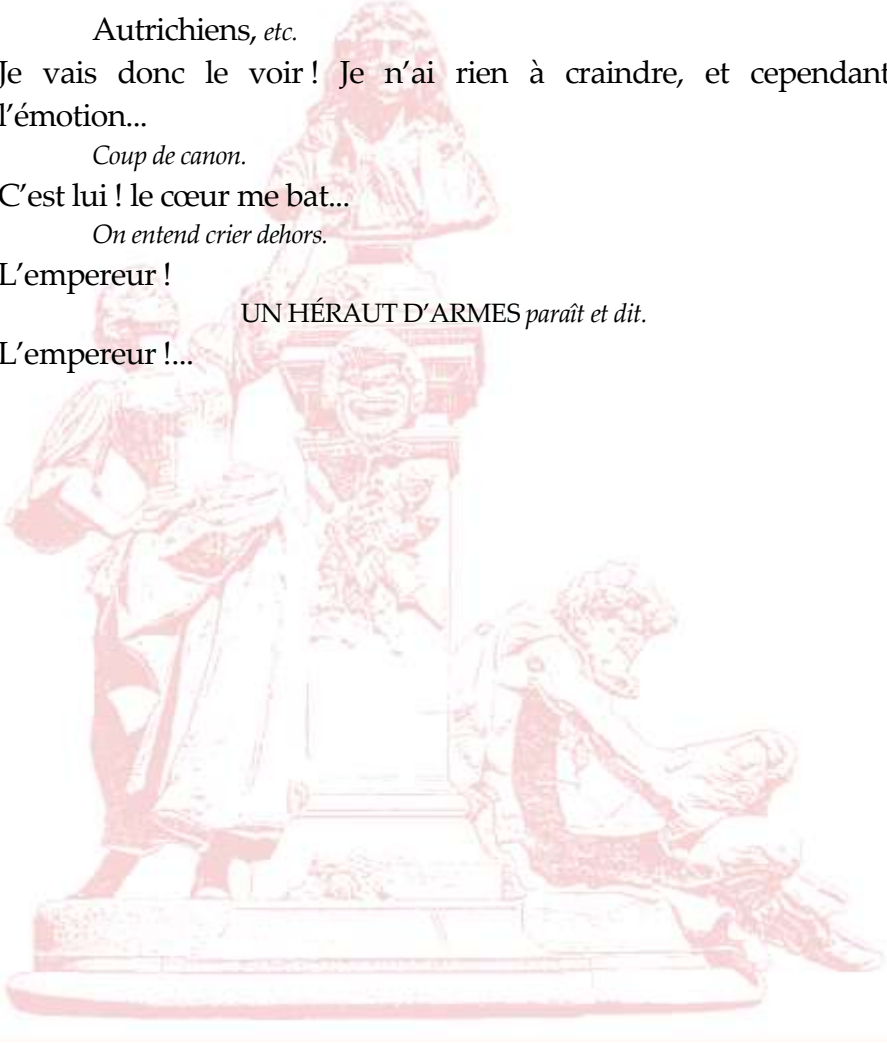 Autrichiens, etc.
Je vais donc le voir ! Je n’ai rien à craindre, et cependant
l’émotion...
Coup de canon.
C’est lui ! le cœur me bat...
On entend crier dehors.
L’empereur !
UN HÉRAUT D’ARMES paraît et dit.
L’empereur !...